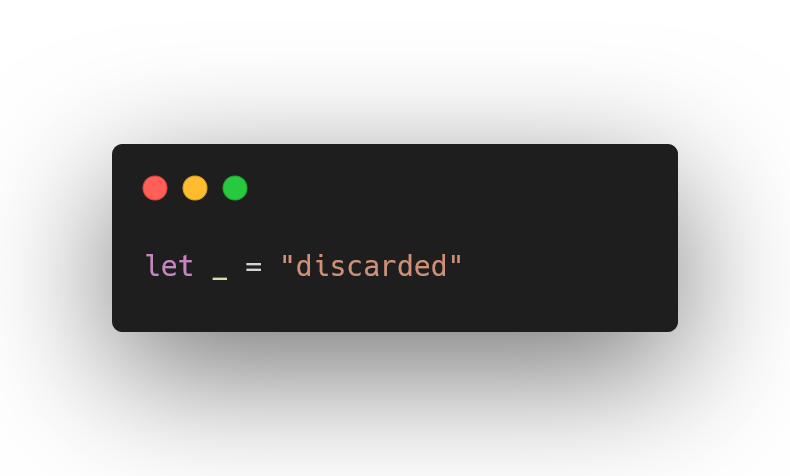 let _ = "discarded"